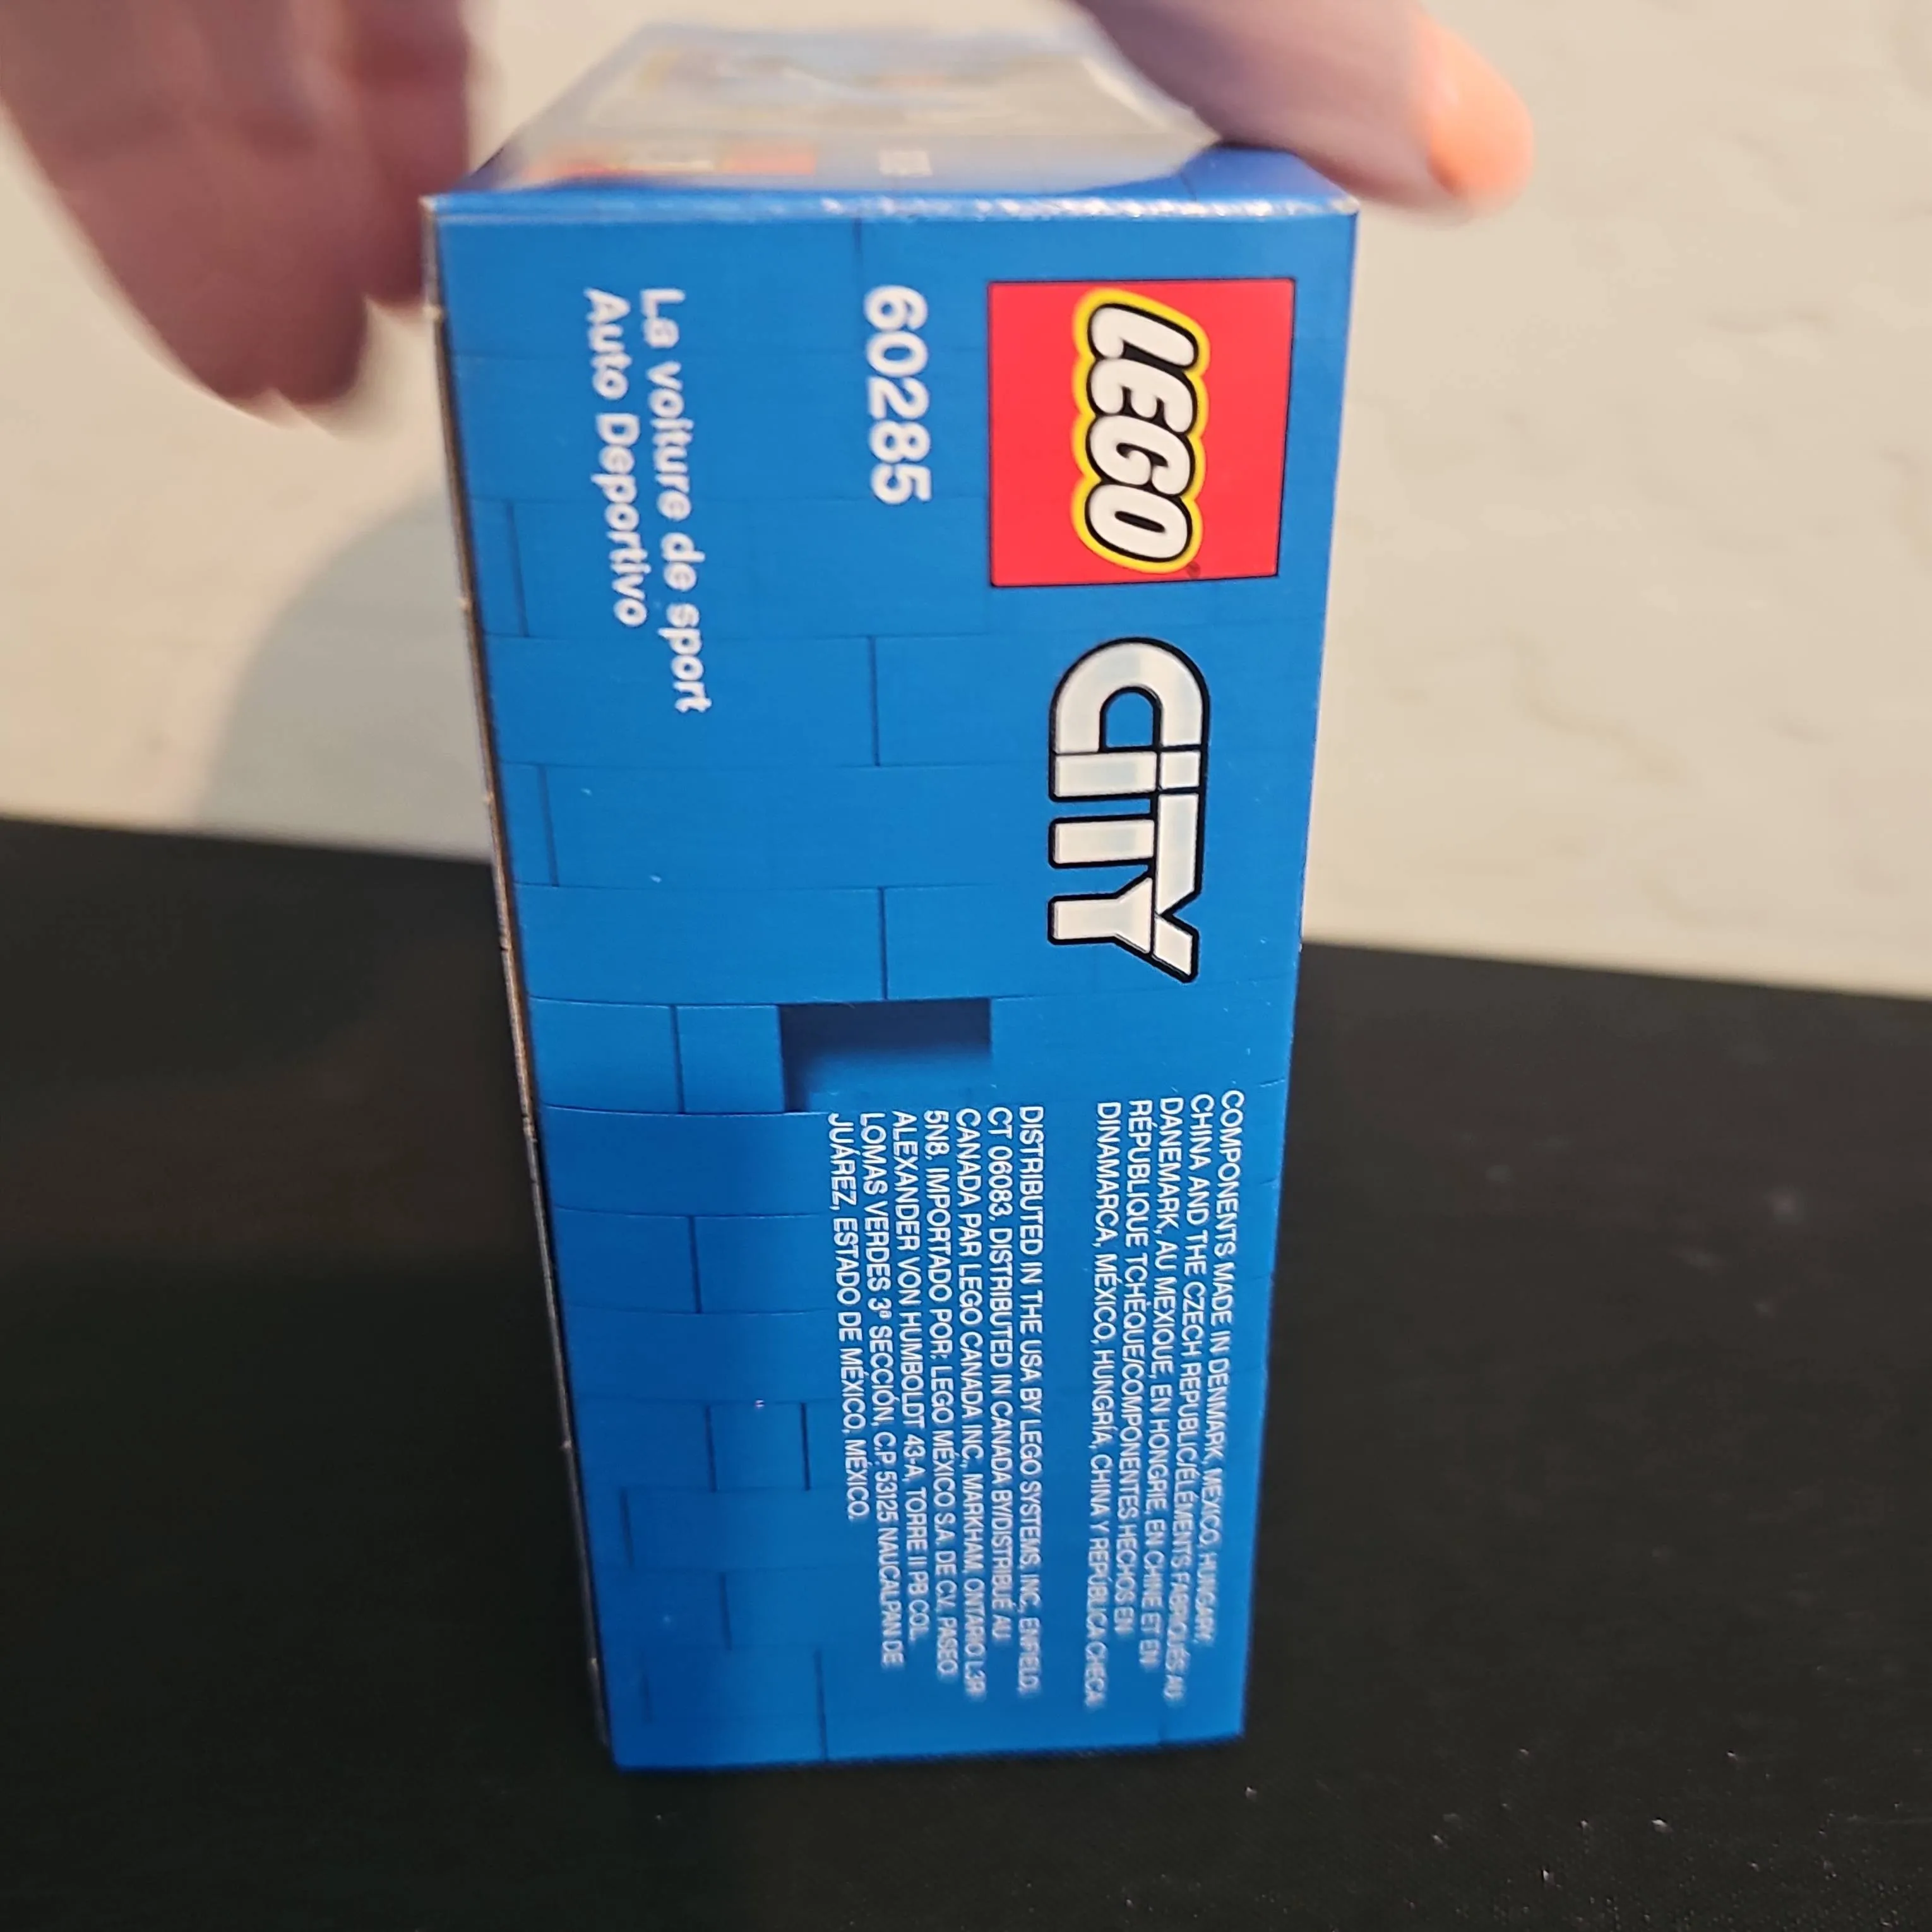 LEGO
CITY
60285
La voiture de sport
Auto Deportivo
COMPONENTS MADE IN DENMARK, MEXICO, HUNGARY,
CHINA AND THE CZECH REPUBLIC/ÉLÉMENTS FABRIQUÉS AU
DANEMARK, AU MEXIQUE, EN HONGRIE, EN CHINE ET EN
RÉPUBLIQUE TCHÈQUE/COMPONENTES HECHOS EN
DINAMARCA, MÉXICO, HUNGRÍA, CHINA Y REPÚBLICA CHECA
DISTRIBUTED IN THE USA BY LEGO SYSTEMS, INC, ENFIELD,
CT 06083. DISTRIBUTED IN CANADA BY/DISTRIBUÉ AU
CANADA PAR LEGO CANADA INC., MARKHAM, ONTARIO L3R
5N8. IMPORTADO POR: LEGO MÉXICO S.A. DE C.V. PASEO
ALEXANDER VON HUMBOLDT 43-A. TORRE II PB COL.
LOMAS VERDES 3ª SECCIÓN, C.P. 53125 NAUCALPAN DE
JUÁREZ, ESTADO DE MÉXICO, MÉXICO.